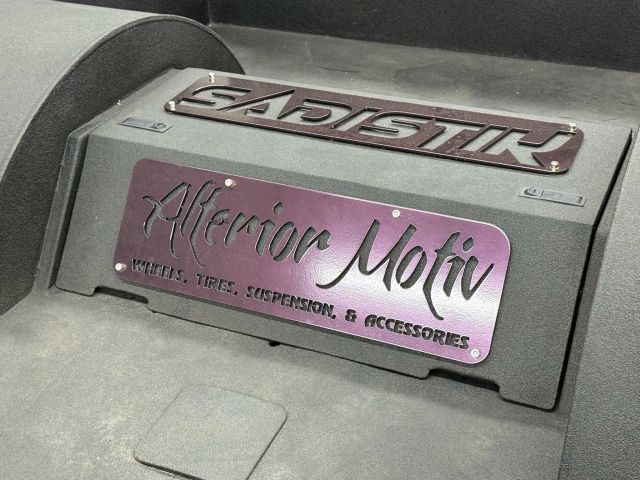 SADISTIK
Alterior Motiv
WHEELS, TIRES, SUSPENSION, & ACCESSORIES